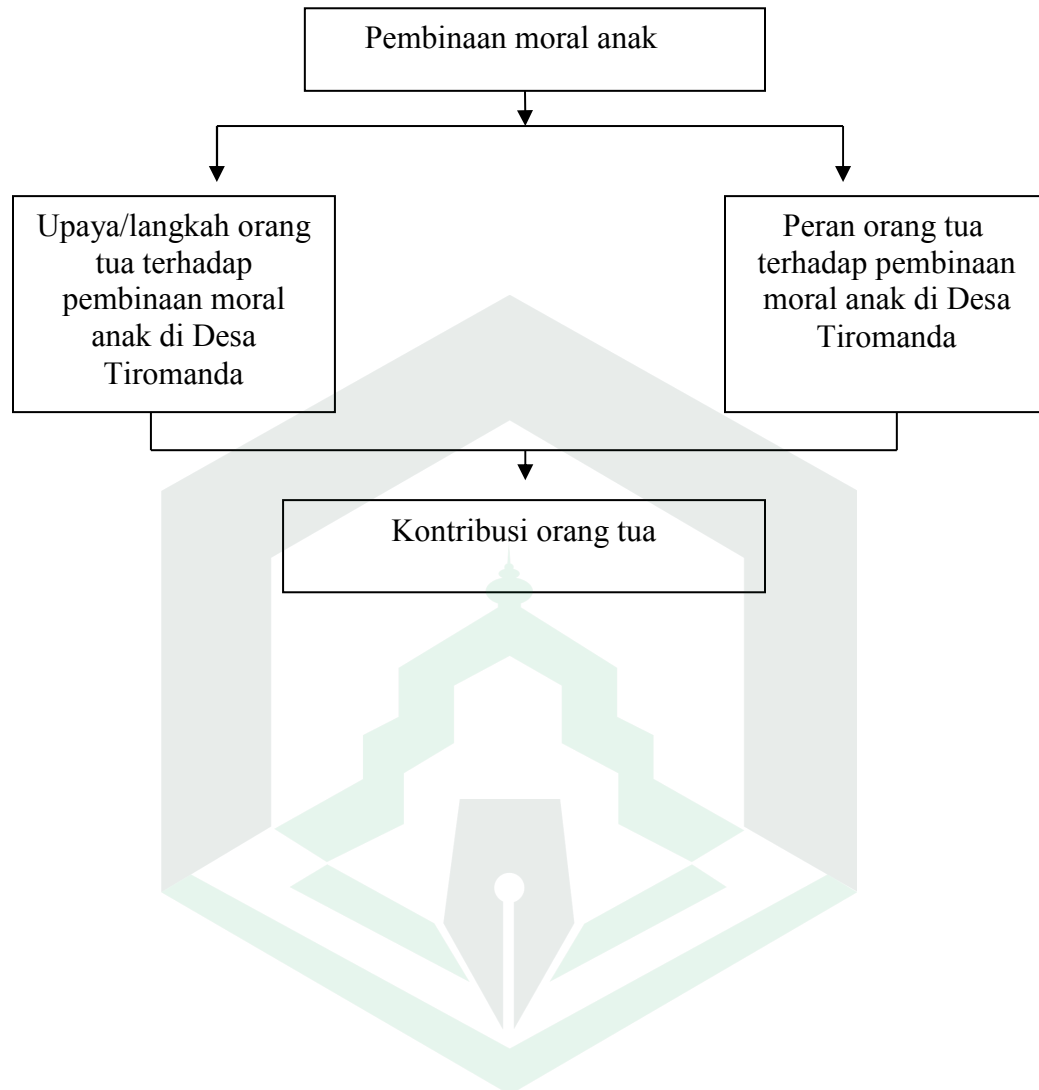 Pembinaan moral anak
Upaya/langkah orang
tua terhadap
pembinaan moral
anak di Desa
Tiromanda
Peran orang tua
terhadap pembinaan
moral anak di Desa
Tiromanda
Kontribusi orang tua